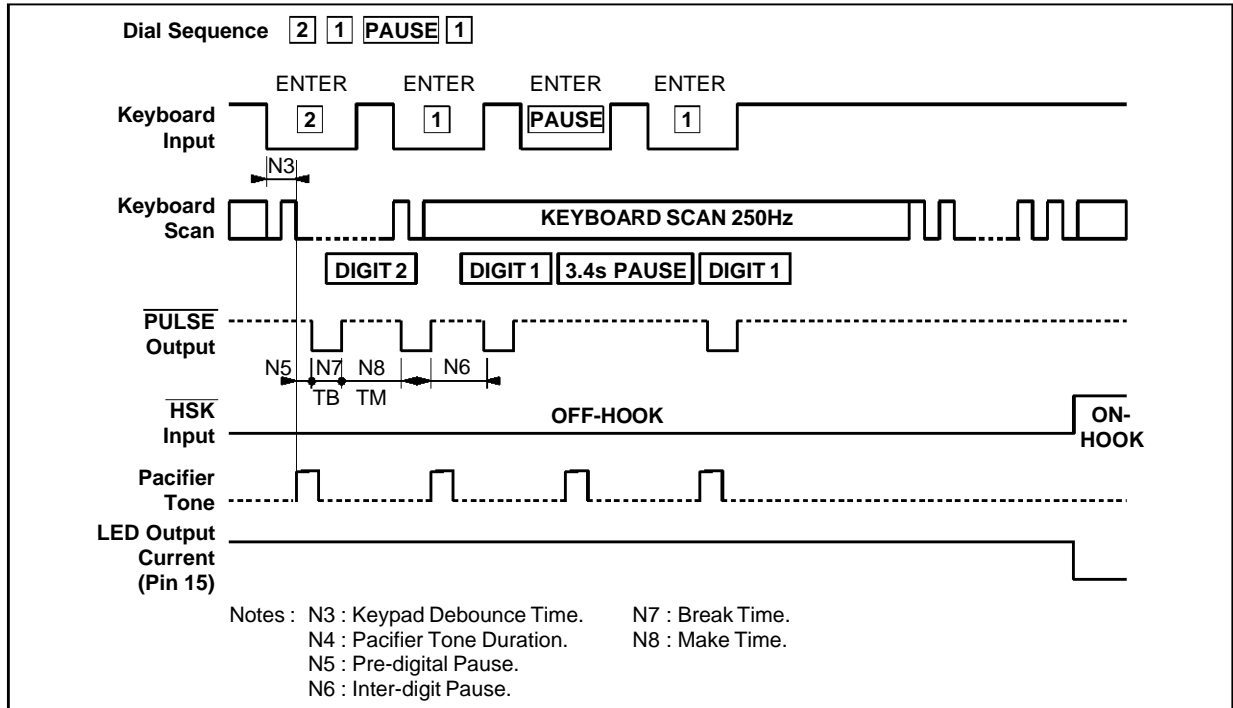 Dial Sequence 2 1 PAUSE 1
ENTER ENTER ENTER ENTER
Keyboard Input 2 1 PAUSE 1
N3
Keyboard Scan KEYBOARD SCAN 250Hz
DIGIT 2 DIGIT 1 3.4s PAUSE DIGIT 1
PULSE Output
N5 N7 N8 N6
TB TM
HSK Input OFF-HOOK ON-HOOK
Pacifier Tone
LED Output Current (Pin 15)
Notes : N3 : Keypad Debounce Time. N7 : Break Time.
N4 : Pacifier Tone Duration. N8 : Make Time.
N5 : Pre-digital Pause.
N6 : Inter-digit Pause.